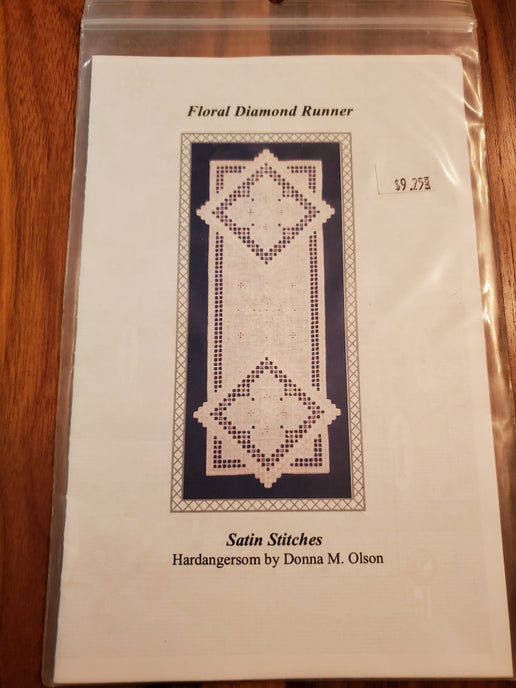 Floral Diamond Runner
$9.25
Satin Stitches
Hardangersom by Donna M. Olson